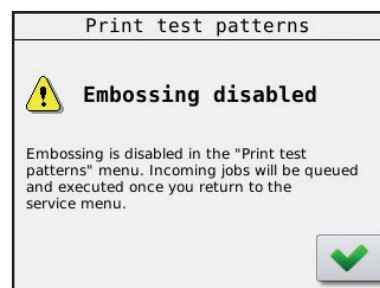 Print test patterns
Embossing disabled
Embossing is disabled in the "Print test
patterns" menu. Incoming jobs will be queued
and executed once you return to the
service menu.